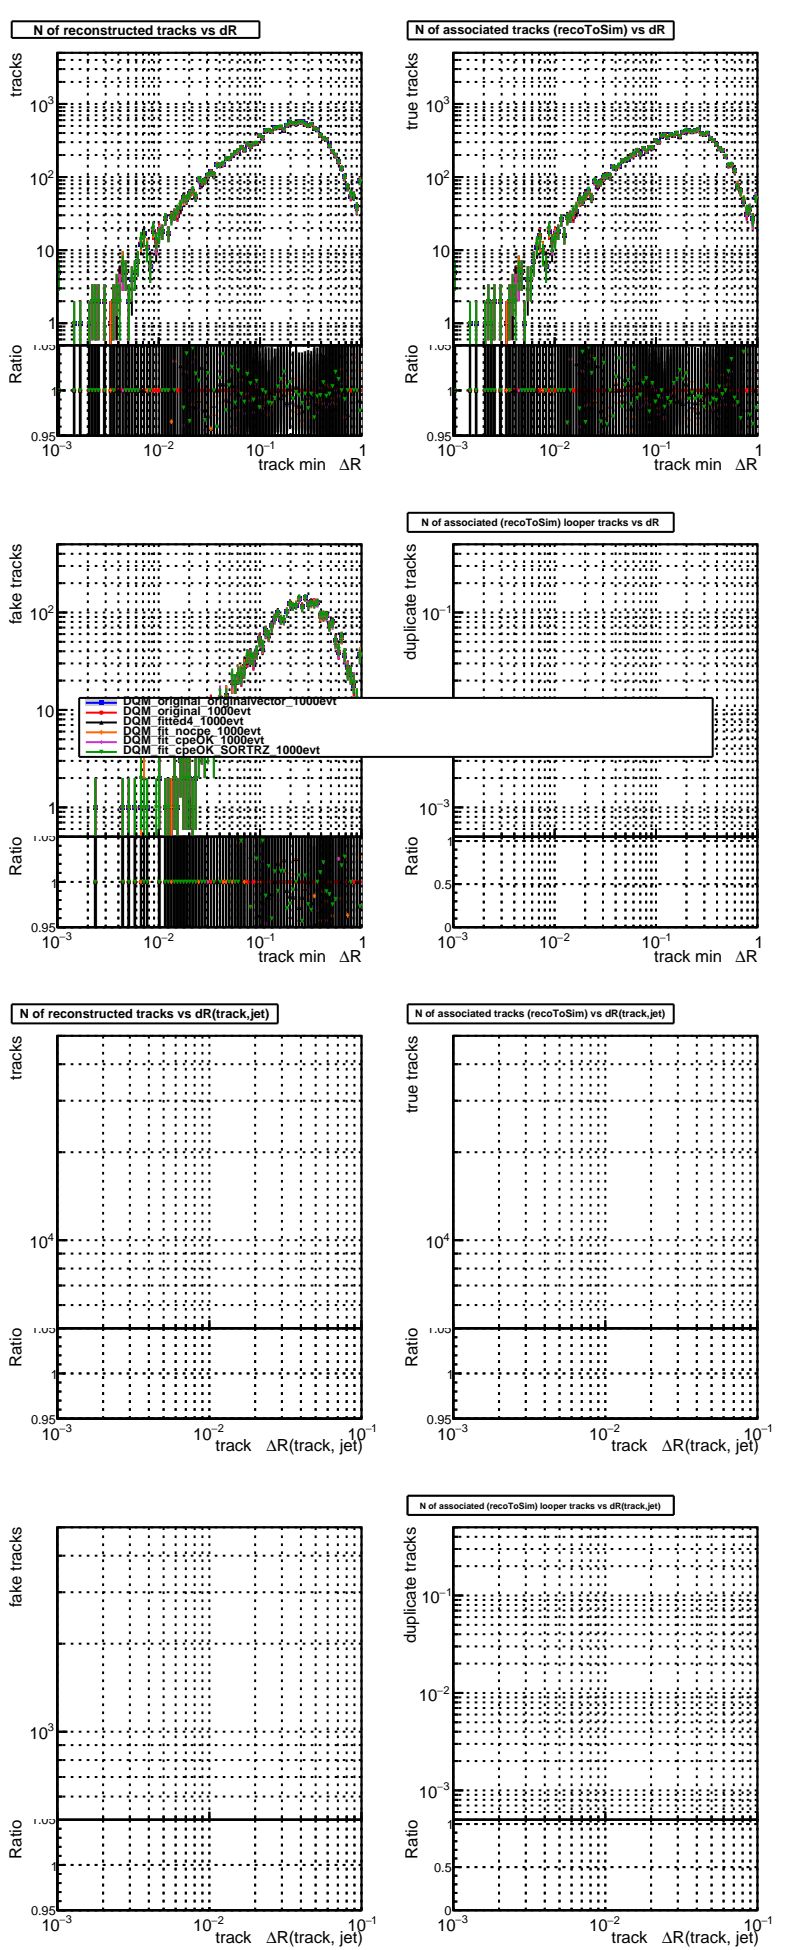 N of reconstructed tracks vs dR
tracks
10³
10²
10
1
1.05
Ratio
1
0.95
10⁻³ 10⁻² 10⁻¹ 1
track min ΔR
N of associated tracks (recoToSim) vs dR
true tracks
10³
10²
10
1
1.05
Ratio
1
0.95
10⁻³ 10⁻² 10⁻¹ 1
track min ΔR
fake tracks
10²
10
1
1.05
Ratio
1
0.95
10⁻³ 10⁻² 10⁻¹ 1
track min ΔR
N of associated (recoToSim) looper tracks vs dR
duplicate tracks
10⁻¹
10⁻³
1
Ratio
0.5
0
10⁻³ 10⁻² 10⁻¹ 1
track min ΔR
DQM_original_originalvector_1000evt
DQM_original_1000evt
DQM_fitted4_1000evt
DQM_fit_nocpe_1000evt
DQM_fit_cpeOK_1000evt
DQM_fit_cpeOK_SORTRZ_1000evt
N of reconstructed tracks vs dR(track,jet)
tracks
10⁴
1.05
Ratio
1
0.95
10⁻³ 10⁻² 10⁻¹
track ΔR(track, jet)
N of associated tracks (recoToSim) vs dR(track,jet)
true tracks
10⁴
1.05
Ratio
1
0.95
10⁻³ 10⁻² 10⁻¹
track ΔR(track, jet)
fake tracks
10³
1.05
Ratio
1
0.95
10⁻³ 10⁻² 10⁻¹
track ΔR(track, jet)
N of associated (recoToSim) looper tracks vs dR(track,jet)
duplicate tracks
10⁻¹
10⁻²
10⁻³
1
Ratio
0.5
0
10⁻³ 10⁻² 10⁻¹
track ΔR(track, jet)